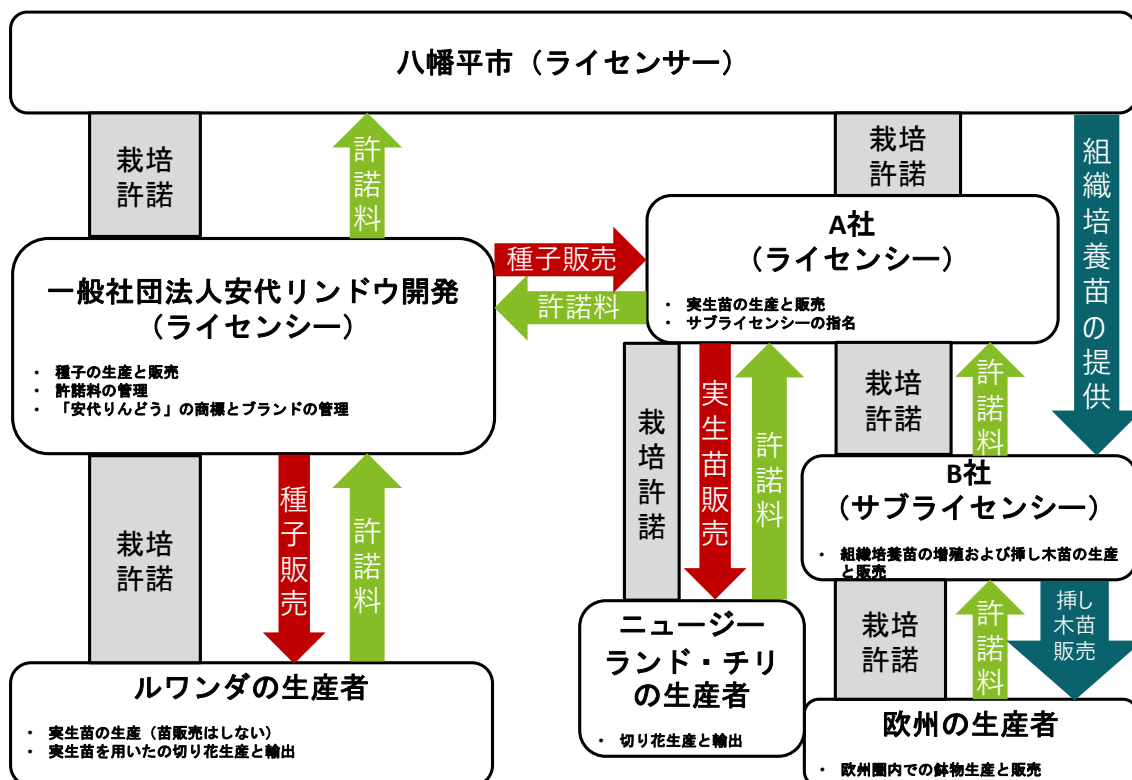 八幡平市（ライセンサー）
栽培
許諾
許諾料
栽培
許諾
組織培養苗の提供
一般社団法人安代リンドウ開発
（ライセンシー）
・ 種子の生産と販売
・ 許諾料の管理
・ 「安代りんどう」の商標とブランドの管理
種子販売
許諾料
A社
（ライセンシー）
・ 実生苗の生産と販売
・ サブライセンシーの指名
栽培
許諾
種子販売
許諾料
栽培許諾
実生苗販売
許諾料
栽培
許諾
許諾料
B社
（サブライセンシー）
・ 組織培養苗の増殖および挿し木苗の生産
と販売
栽培
許諾
許諾料
挿し
木苗
販売
ルワンダの生産者
・ 実生苗の生産（苗販売はしない）
・ 実生苗を用いたの切り花生産と輸出
ニュージー
ランド・チリ
の生産者
・ 切り花生産と輸出
欧州の生産者
・ 欧州圏内での鉢物生産と販売